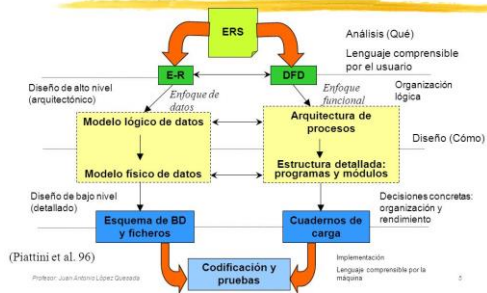 ERS
Análisis (Qué)
Lenguaje comprensible
por el usuario
E-R
DFD
Diseño de alto nivel
(arquitectónico)
Enfoque de
datos
Enfoque
funcional
Organización
lógica
Modelo lógico de datos
Arquitectura de
procesos
Diseño (Cómo)
Modelo físico de datos
Estructura detallada:
programas y módulos
Diseño de bajo nivel
(detallado)
Decisiones concretas:
organización y
rendimiento
Esquema de BD
y ficheros
Cuadernos de
carga
(Piattini et al. 96)
Codificación y
pruebas
Implementación
Lenguaje comprensible por la
máquina
Profesor: Juan Antonio López Quesada
5